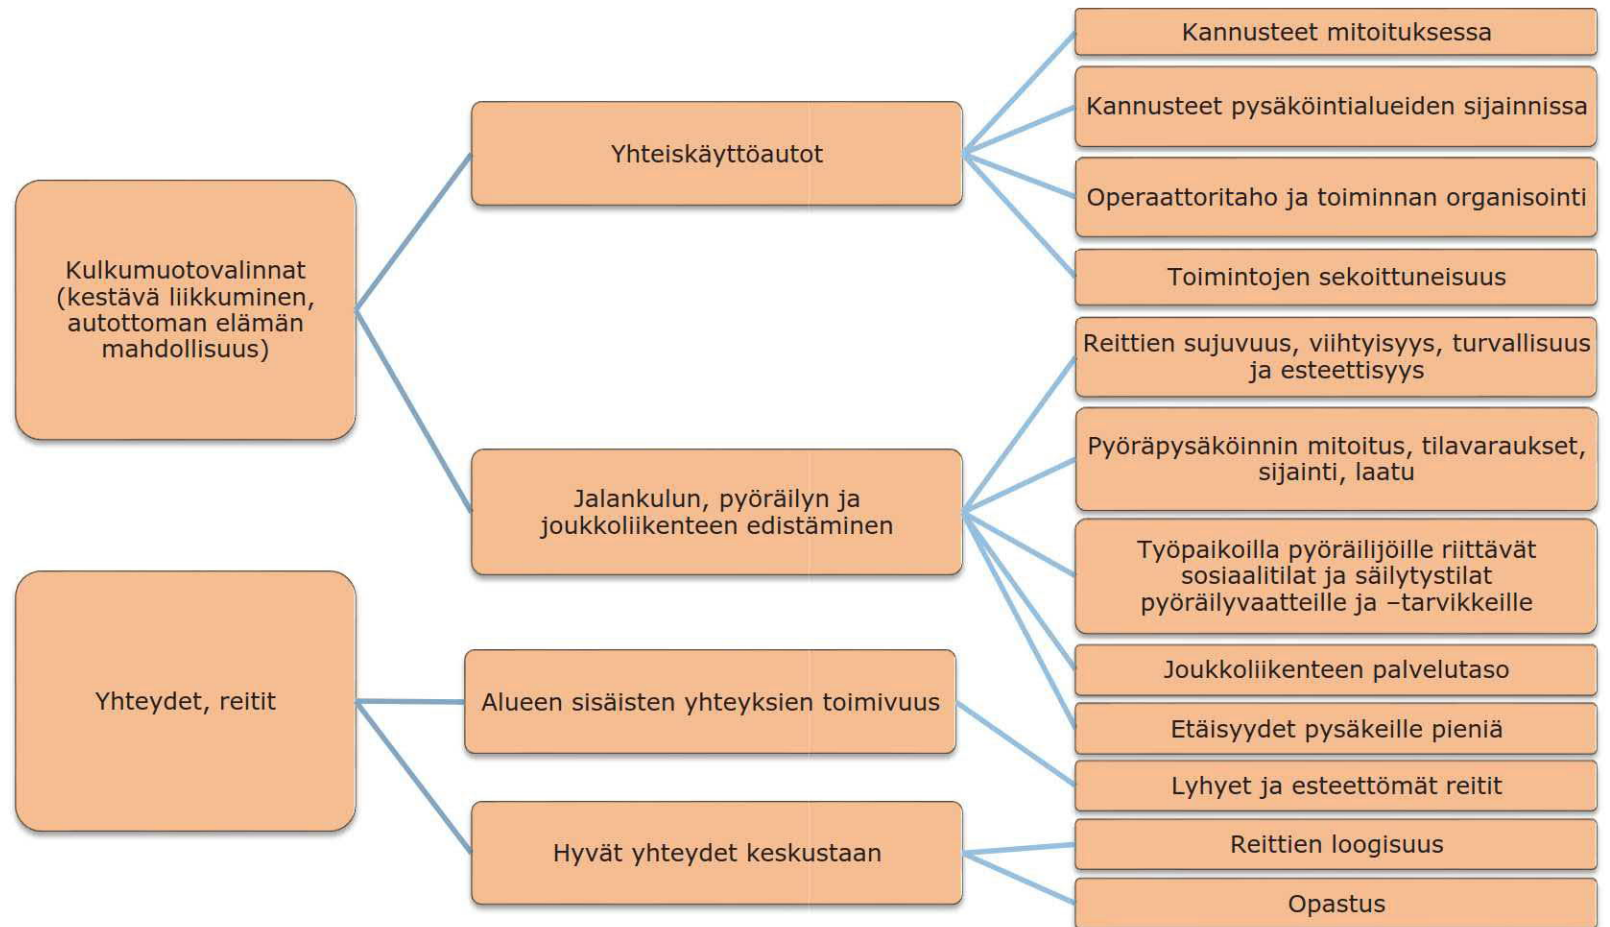 Kulkumuotovalinnat
(kestävä liikkuminen,
autottoman elämän
mahdollisuus)
Yhteiskäyttöautot
Kannusteet mitoituksessa
Kannusteet pysäköintialueiden sijainnissa
Operaattoritaho ja toiminnan organisointi
Toimintojen sekoittuneisuus
Jalankulun, pyöräilyn ja
joukkoliikenteen edistäminen
Reittien sujuvuus, viihtyisyys, turvallisuus
ja esteettisyys
Pyöräpysäköinnin mitoitus, tilavaraukset,
sijainti, laatu
Työpaikoilla pyöräilijöille riittävät
sosiaalitilat ja säilytystilat
pyöräilyvaatteille ja –tarvikkeille
Joukkoliikenteen palvelutaso
Etäisyydet pysäkeille pieniä
Yhteydet, reitit
Alueen sisäisten yhteyksien toimivuus
Lyhyet ja esteettömät reitit
Hyvät yhteydet keskustaan
Reittien loogisuus
Opastus